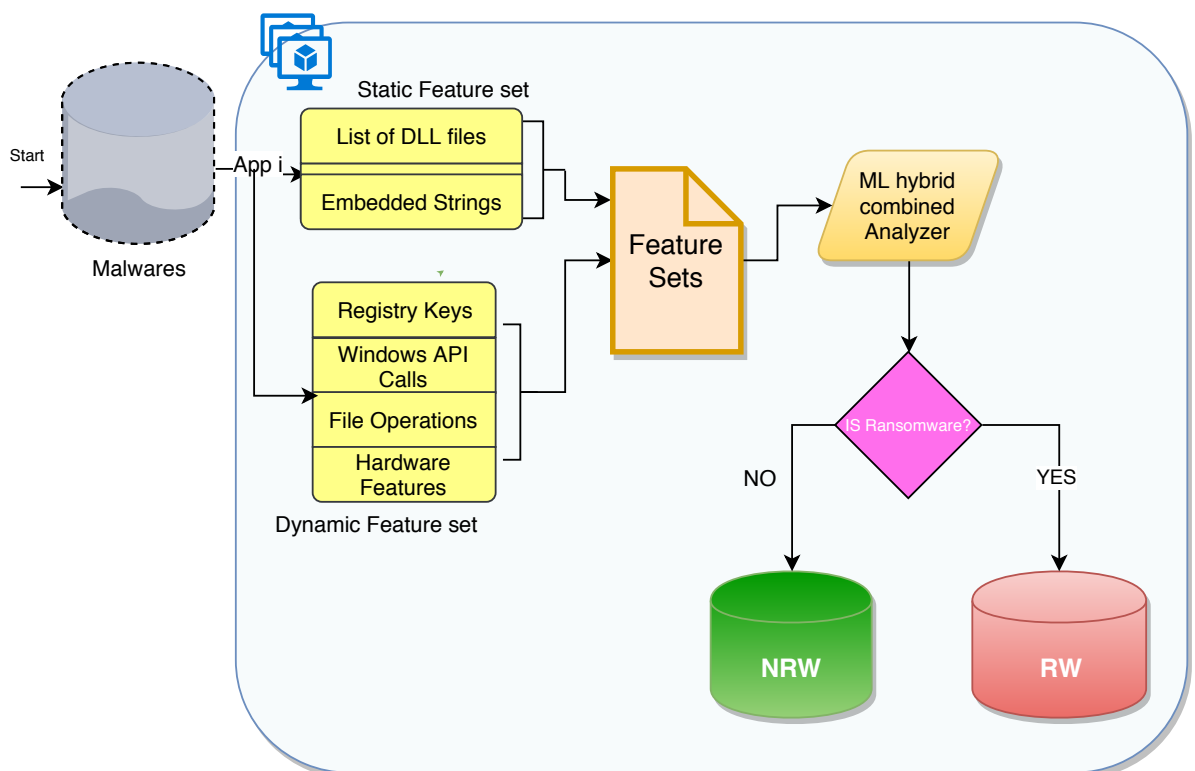 Start
Malwares
App i
Static Feature set
List of DLL files
Embedded Strings
Registry Keys
Windows API
Calls
File Operations
Hardware
Features
Dynamic Feature set
Feature
Sets
ML hybrid
combined
Analyzer
IS Ransomware?
NO
YES
NRW
RW